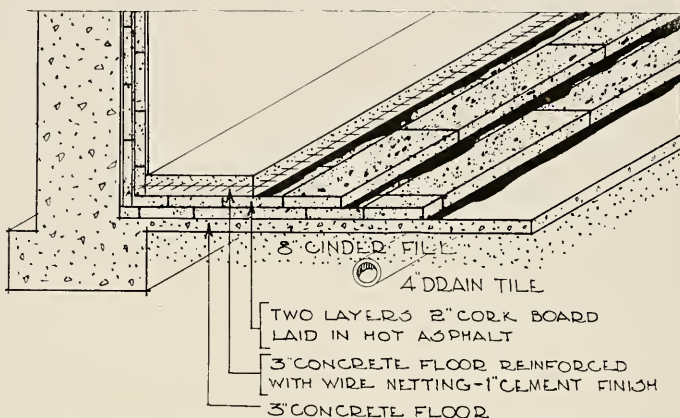 8" CINDER FILL
4" DRAIN TILE
TWO LAYERS 2" CORK BOARD
LAID IN HOT ASPHALT
3" CONCRETE FLOOR REINFORCED
WITH WIRE NETTING-1" CEMENT FINISH
3" CONCRETE FLOOR